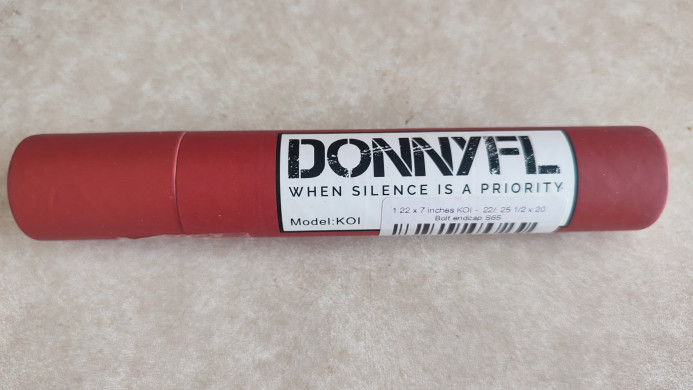 DONNYFL
WHEN SILENCE IS A PRIORITY
Model:KOI
1.22 x 7 inches KOI - .22/.25 1/2 x 20
Bolt endcap S65